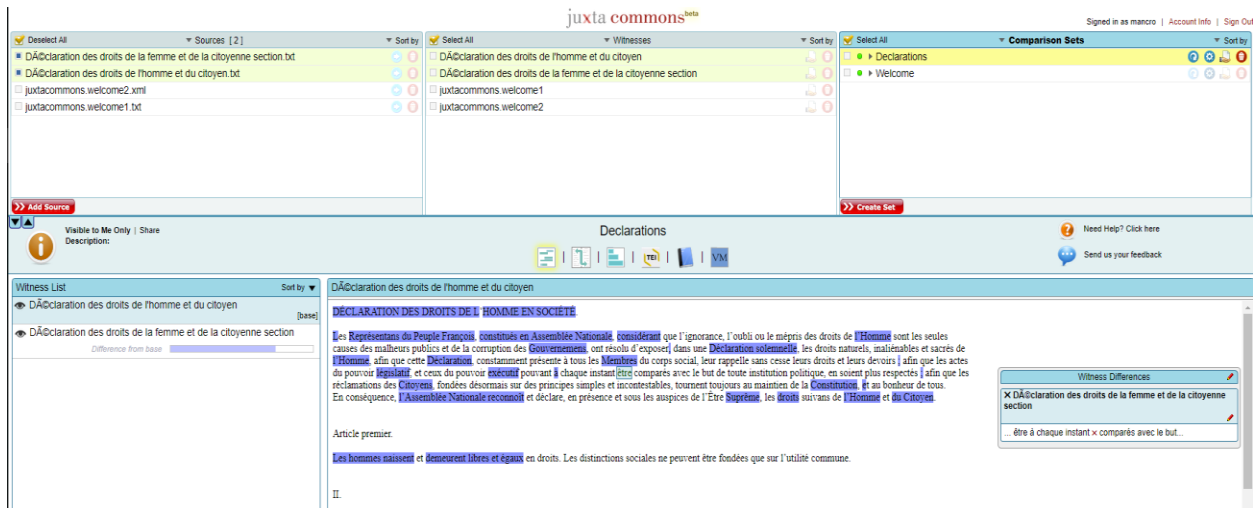 juxta commons beta
Signed in as mancro | Account Info | Sign Out
Deselect All Sources [2] Sort by
DÃ©claration des droits de la femme et de la citoyenne section.txt
DÃ©claration des droits de l'homme et du citoyen.txt
juxtacommons.welcome2.xml
juxtacommons.welcome1.txt
Add Source
Select All Witnesses Sort by
DÃ©claration des droits de l'homme et du citoyen
DÃ©claration des droits de la femme et de la citoyenne section
juxtacommons.welcome1
juxtacommons.welcome2
Select All Comparison Sets Sort by
Declarations
Welcome
Create Set
Visible to Me Only | Share
Description:
Declarations
TEI VM
Need Help? Click here
Send us your feedback
Witness List Sort by
DÃ©claration des droits de l'homme et du citoyen
[base]
DÃ©claration des droits de la femme et de la citoyenne section
Difference from base
DÃ©claration des droits de l'homme et du citoyen
DÉCLARATION DES DROITS DE L'HOMME EN SOCIÉTÉ.
Les Représentans du Peuple François, constitués en Assemblée Nationale, considérant que l'ignorance, l'oubli ou le mépris des droits de l'Homme sont les seules
causes des malheurs publics et de la corruption des Gouvernemens, ont résolu d'exposer, dans une Déclaration solemnelle, les droits naturels, inaliénables et sacrés de
l'Homme, afin que cette Déclaration, constamment présente à tous les Membres du corps social, leur rappelle sans cesse leurs droits et leurs devoirs ; afin que les actes
du pouvoir législatif, et ceux du pouvoir exécutif pouvant à chaque instant être comparés avec le but de toute institution politique, en soient plus respectés ; afin que les
réclamations des Citoyens, fondées désormais sur des principes simples et incontestables, tournent toujours au maintien de la Constitution, et au bonheur de tous.
En conséquence, l'Assemblée Nationale reconnoît et déclare, en présence et sous les auspices de l'Être Suprême, les droits suivans de l'Homme et du Citoyen.
Article premier.
Les hommes naissent et demeurent libres et égaux en droits. Les distinctions sociales ne peuvent être fondées que sur l'utilité commune.
II.
Witness Differences
X DÃ©claration des droits de la femme et de la citoyenne
section
... être à chaque instant × comparés avec le but...